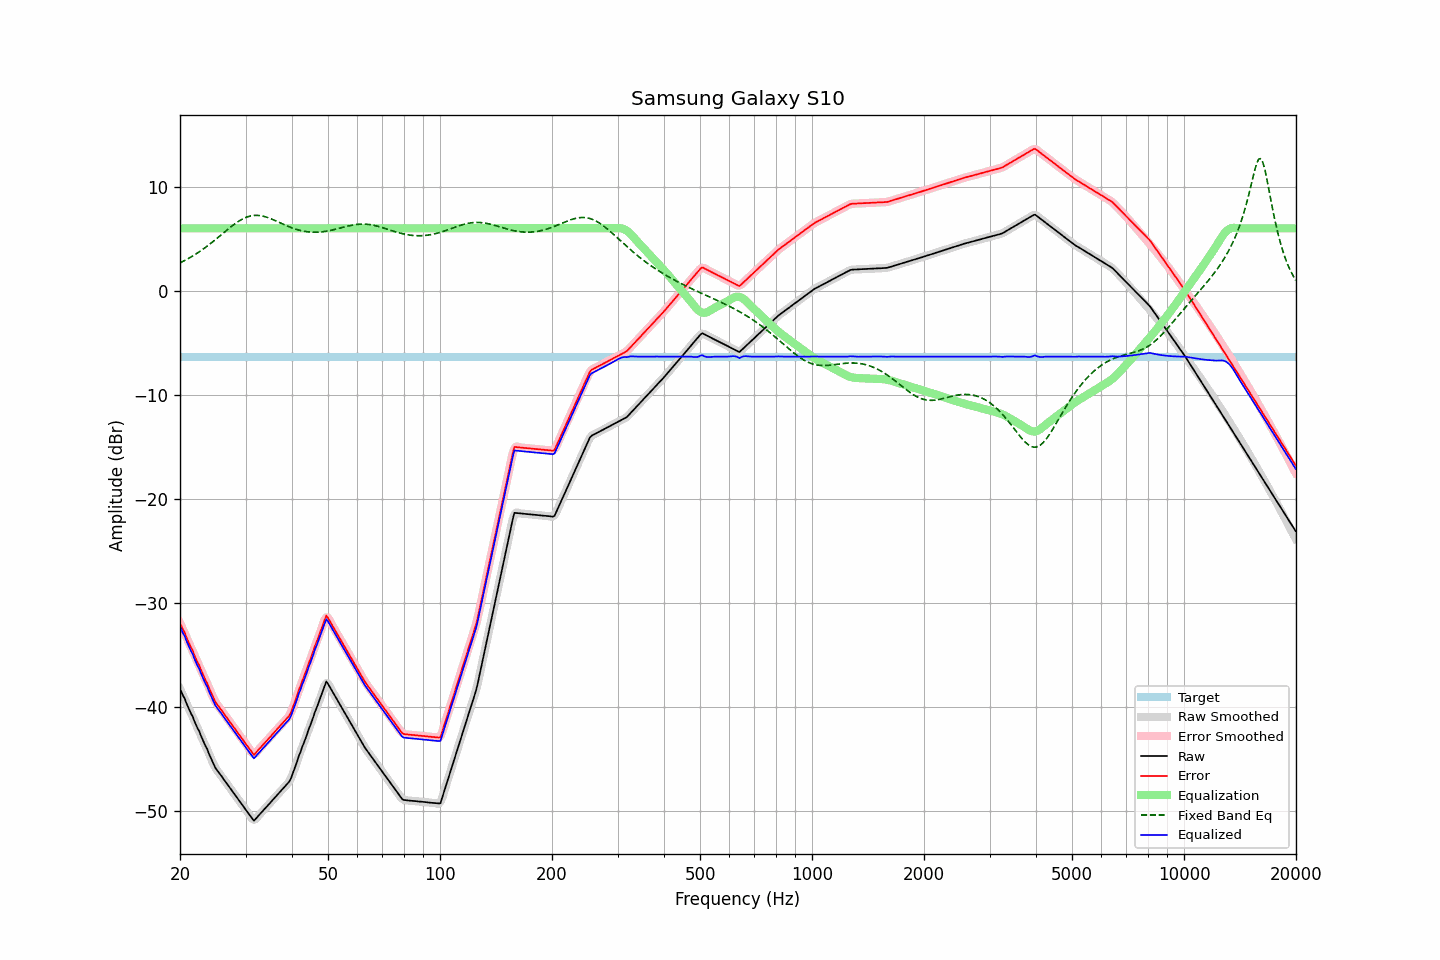 Samsung Galaxy S10
Amplitude (dBr)
10
0
−10
−20
−30
−40
−50
Target
Raw Smoothed
Error Smoothed
Raw
Error
Equalization
Fixed Band Eq
Equalized
20 50 100 200 500 1000 2000 5000 10000 20000
Frequency (Hz)